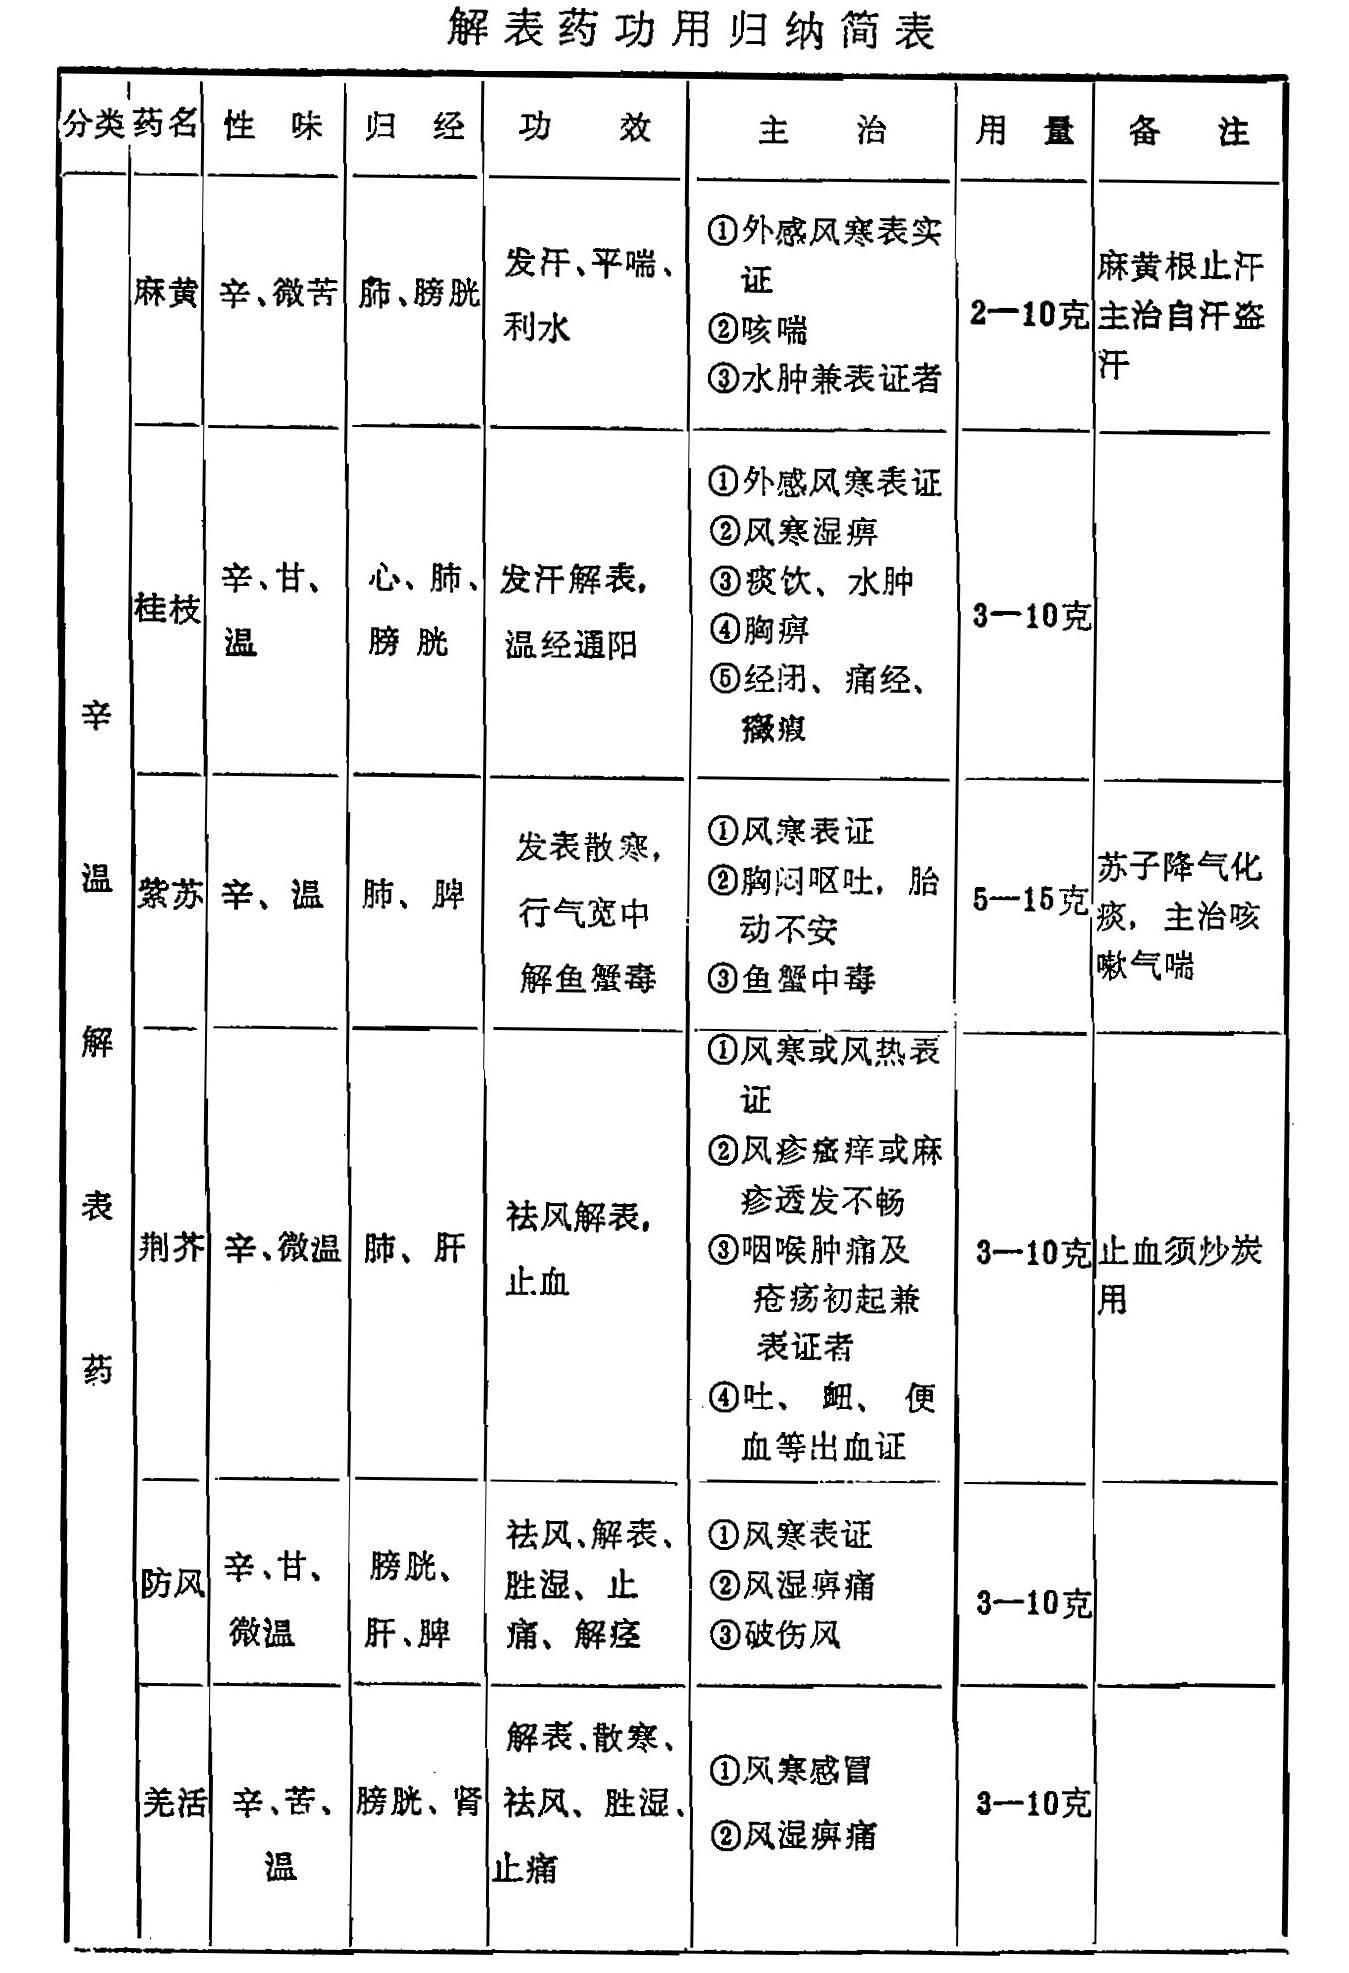 解表药功用归纳简表
分类 药名 性味 归经 功效 主治 用量 备注
辛温解表药
麻黄
辛、微苦
肺、膀胱
发汗、平喘、
利水
①外感风寒表实
证
②咳喘
③水肿兼表证者
2—10克
麻黄根止汗
主治自汗盗
汗
桂枝
辛、甘、
温
心、肺、
膀胱
发汗解表，
温经通阳
①外感风寒表证
②风寒湿痹
③痰饮、水肿
④胸痹
⑤经闭、痛经、
癥瘕
3—10克
紫苏
辛、温
肺、脾
发表散寒，
行气宽中
解鱼蟹毒
①风寒表证
②胸闷呕吐，胎
动不安
③鱼蟹中毒
5—15克
苏子降气化
痰，主治咳
嗽气喘
荆芥
辛、微温
肺、肝
祛风解表，
止血
①风寒或风热表
证
②风疹瘙痒或麻
疹透发不畅
③咽喉肿痛及
疮疡初起兼
表证者
④吐、衄、便
血等出血证
3—10克
止血须炒炭
用
防风
辛、甘、
微温
膀胱、
肝、脾
祛风、解表、
胜湿、止
痛、解痉
①风寒表证
②风湿痹痛
③破伤风
3—10克
羌活
辛、苦、
温
膀胱、肾
解表、散寒、
祛风、胜湿、
止痛
①风寒感冒
②风湿痹痛
3—10克